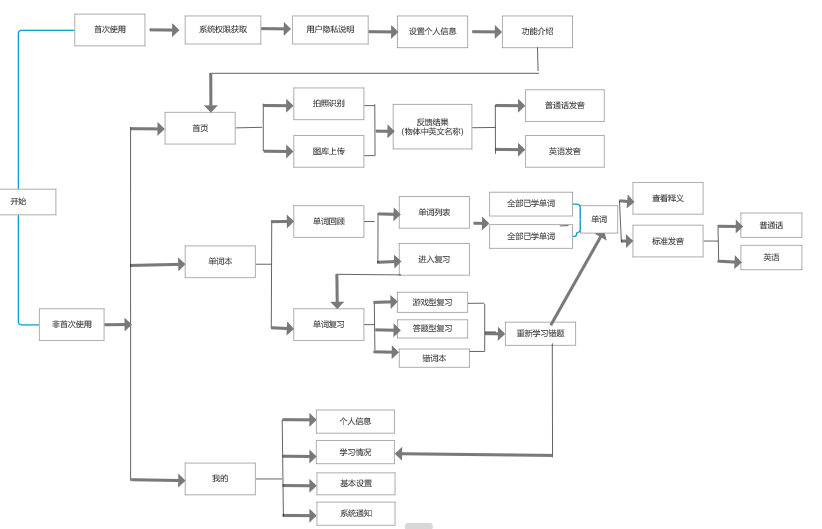 首次使用
系统权限获取
用户隐私说明
设置个人信息
功能介绍
首页
拍照识别
图库上传
反馈结果
(物体中英文名称)
普通话发音
英语发音
开始
非首次使用
单词本
单词回顾
单词列表
进入复习
全部已学单词
全部已学单词
单词
查看释义
标准发音
普通话
英语
单词复习
游戏型复习
答题型复习
错词本
重新学习错题
我的
个人信息
学习情况
基本设置
系统通知